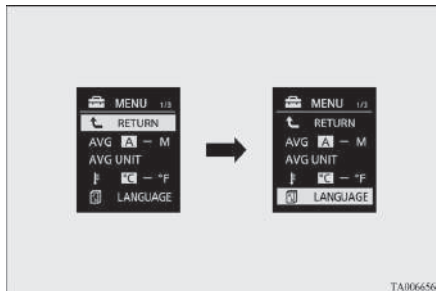 MENU 1/3
RETURN
AVG A – M
AVG UNIT
°C – °F
LANGUAGE
MENU 1/3
RETURN
AVG A – M
AVG UNIT
°C – °F
LANGUAGE
TA006656